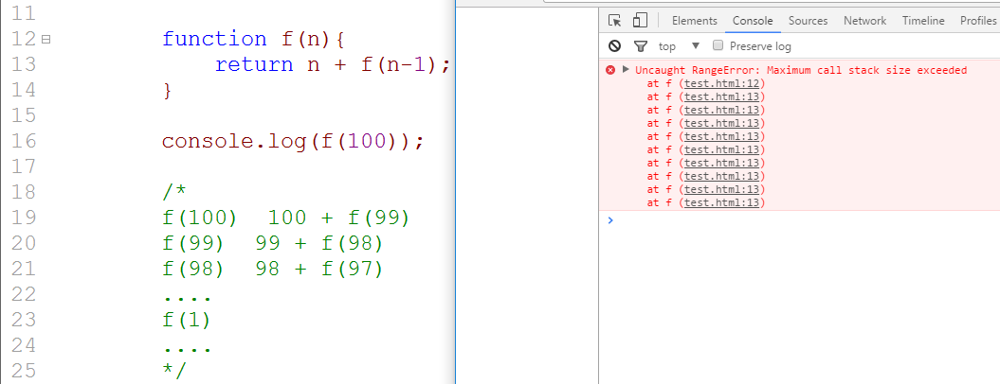 11
12 function f(n){
13 return n + f(n-1);
14 }
15
16 console.log(f(100));
17
18 /*
19 f(100)  100 + f(99)
20 f(99)  99 + f(98)
21 f(98)  98 + f(97)
22 ....
23 f(1)
24 ....
25 */
Elements Console Sources Network Timeline Profiles
top Preserve log
Uncaught RangeError: Maximum call stack size exceeded
at f (test.html:12)
at f (test.html:13)
at f (test.html:13)
at f (test.html:13)
at f (test.html:13)
at f (test.html:13)
at f (test.html:13)
at f (test.html:13)
at f (test.html:13)
at f (test.html:13)